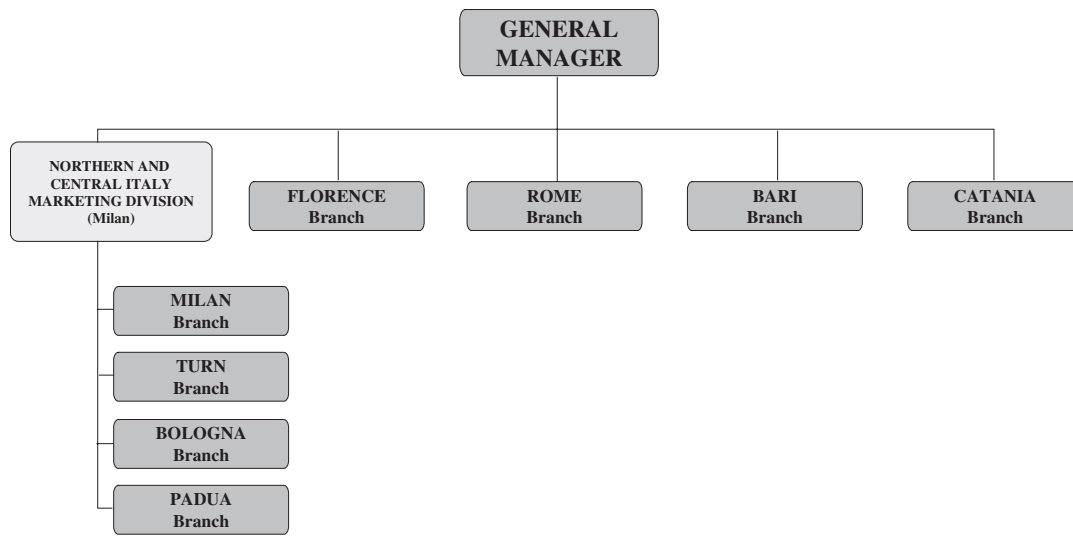 GENERAL
MANAGER
NORTHERN AND
CENTRAL ITALY
MARKETING DIVISION
(Milan)
FLORENCE
Branch
ROME
Branch
BARI
Branch
CATANIA
Branch
MILAN
Branch
TURN
Branch
BOLOGNA
Branch
PADUA
Branch